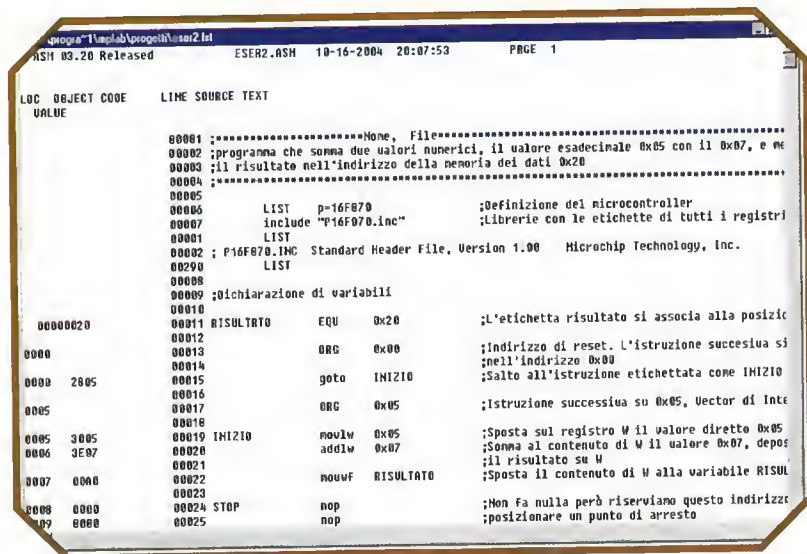 \progra~1\mplab\progetti\eser2.lst
ASM 03.20 Released ESER2.ASM 10-16-2004 20:07:53 PAGE 1
LOC OBJECT CODE LINE SOURCE TEXT
VALUE
00001 ;**********************Nome, File**********************************************
00002 ;programma che somma due valori numerici, il valore esadecimale 0x05 con il 0x07, e me
00003 ;il risultato nell'indirizzo della memoria dei dati 0x20
00004 ;******************************************************************************
00005
00006 LIST p=16F870 ;Definizione del microcontroller
00007 include "P16F870.inc" ;Librerie con le etichette di tutti i registri
00001 LIST
00002 ; P16F870.INC Standard Header File, Version 1.00 Microchip Technology, Inc.
00290 LIST
00008
00009 ;Dichiarazione di variabili
00010
00000020 00011 RISULTATO EQU 0x20 ;L'etichetta risultato si associa alla posizic
00012
0000 00013 ORG 0x00 ;Indirizzo di reset. L'istruzione succesiva si
00014 ;nell'indirizzo 0x00
0000 2805 00015 goto INIZIO ;Salto all'istruzione etichettata come INIZIO
00016
0005 00017 ORG 0x05 ;Istruzione successiva su 0x05, Vector di Inte
00018
0005 3005 00019 INIZIO movlw 0x05 ;Sposta sul registro W il valore diretto 0x05
0006 3E07 00020 addlw 0x07 ;Somma al contenuto di W il valore 0x07, depos
00021 ;il risultato su W
0007 00A0 00022 movwf RISULTATO ;Sposta il contenuto di W alla variabile RISUL
00023
0008 0000 00024 STOP nop ;Non fa nulla però riserviamo questo indirizzo
009 0000 00025 nop ;posizionare un punto di arresto